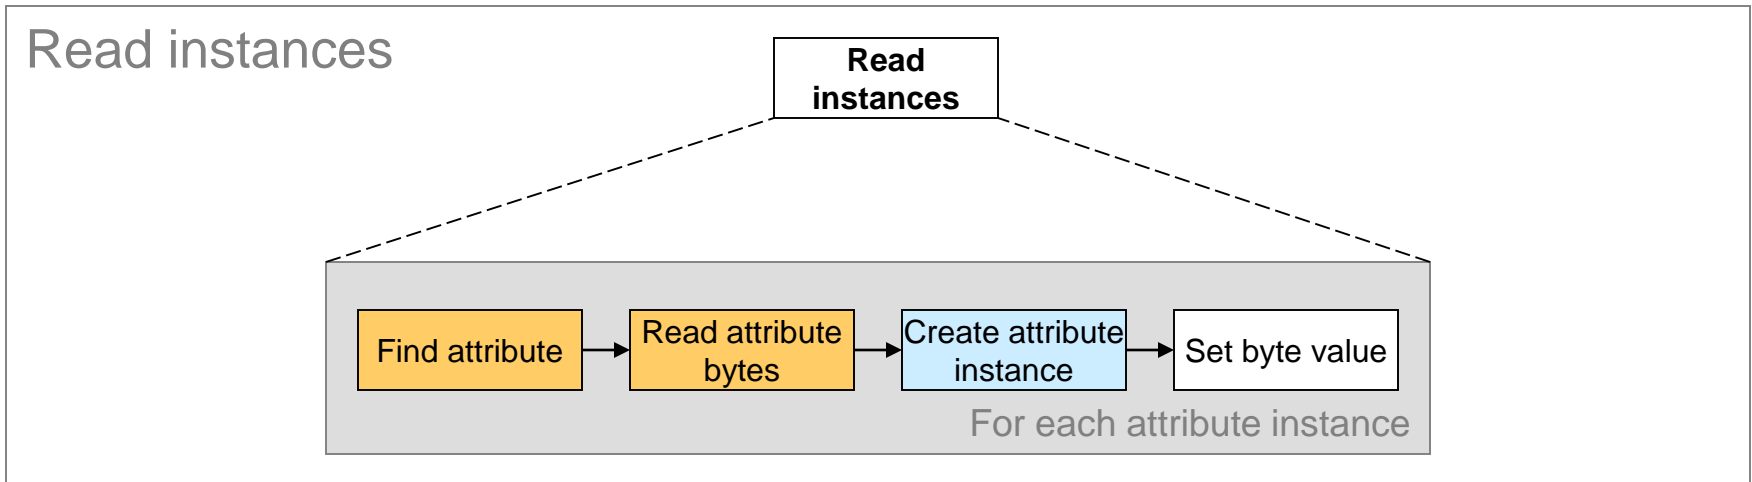 Read instances
Read
instances
Find attribute
Read attribute
bytes
Create attribute
instance
Set byte value
For each attribute instance